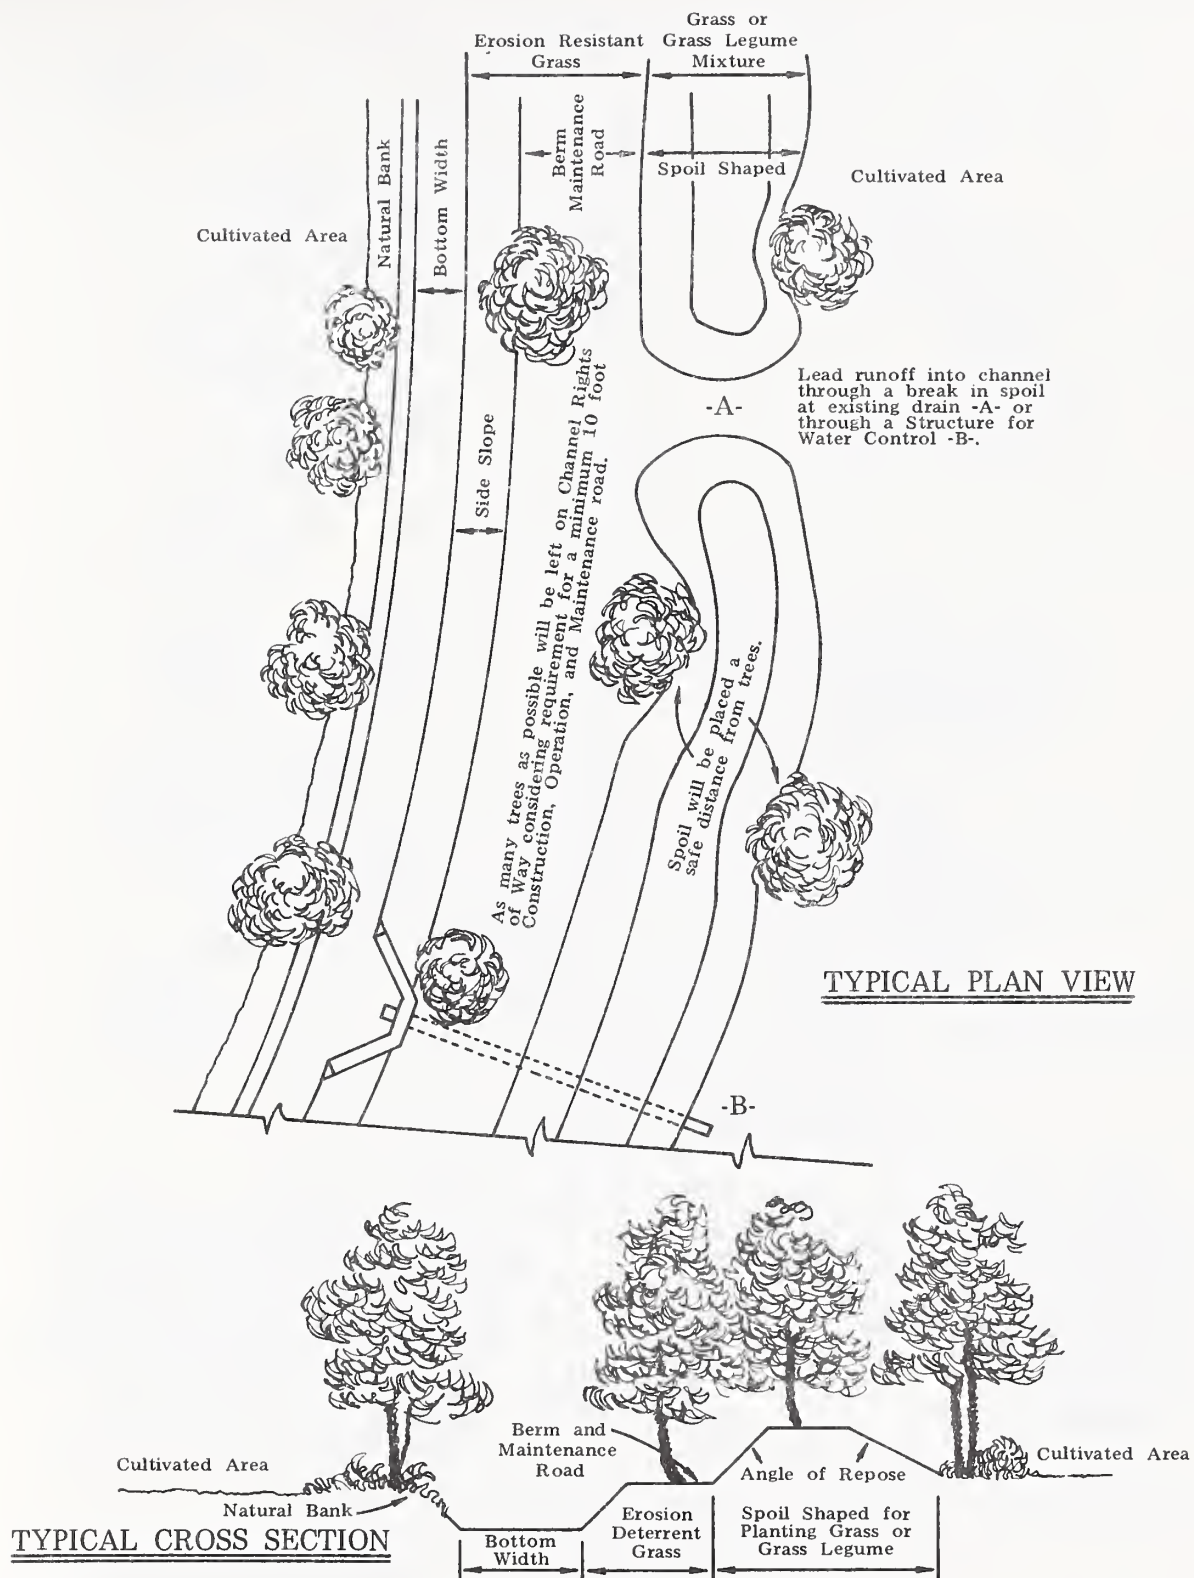 Erosion Resistant
Grass
Grass or
Grass Legume
Mixture
Natural Bank
Bottom Width
Berm
Maintenance
Road
Spoil Shaped
Cultivated Area
Cultivated Area
Side Slope
-A-
Lead runoff into channel
through a break in spoil
at existing drain -A- or
through a Structure for
Water Control -B-.
As many trees as possible will be left on Channel Rights
of Way considering requirement for a minimum 10 foot
Construction, Operation, and Maintenance road.
Spoil will be placed a
safe distance from trees.
TYPICAL PLAN VIEW
-B-
Berm and
Maintenance
Road
Cultivated Area
Natural Bank
Angle of Repose
Cultivated Area
TYPICAL CROSS SECTION
Bottom
Width
Erosion
Deterrent
Grass
Spoil Shaped for
Planting Grass or
Grass Legume